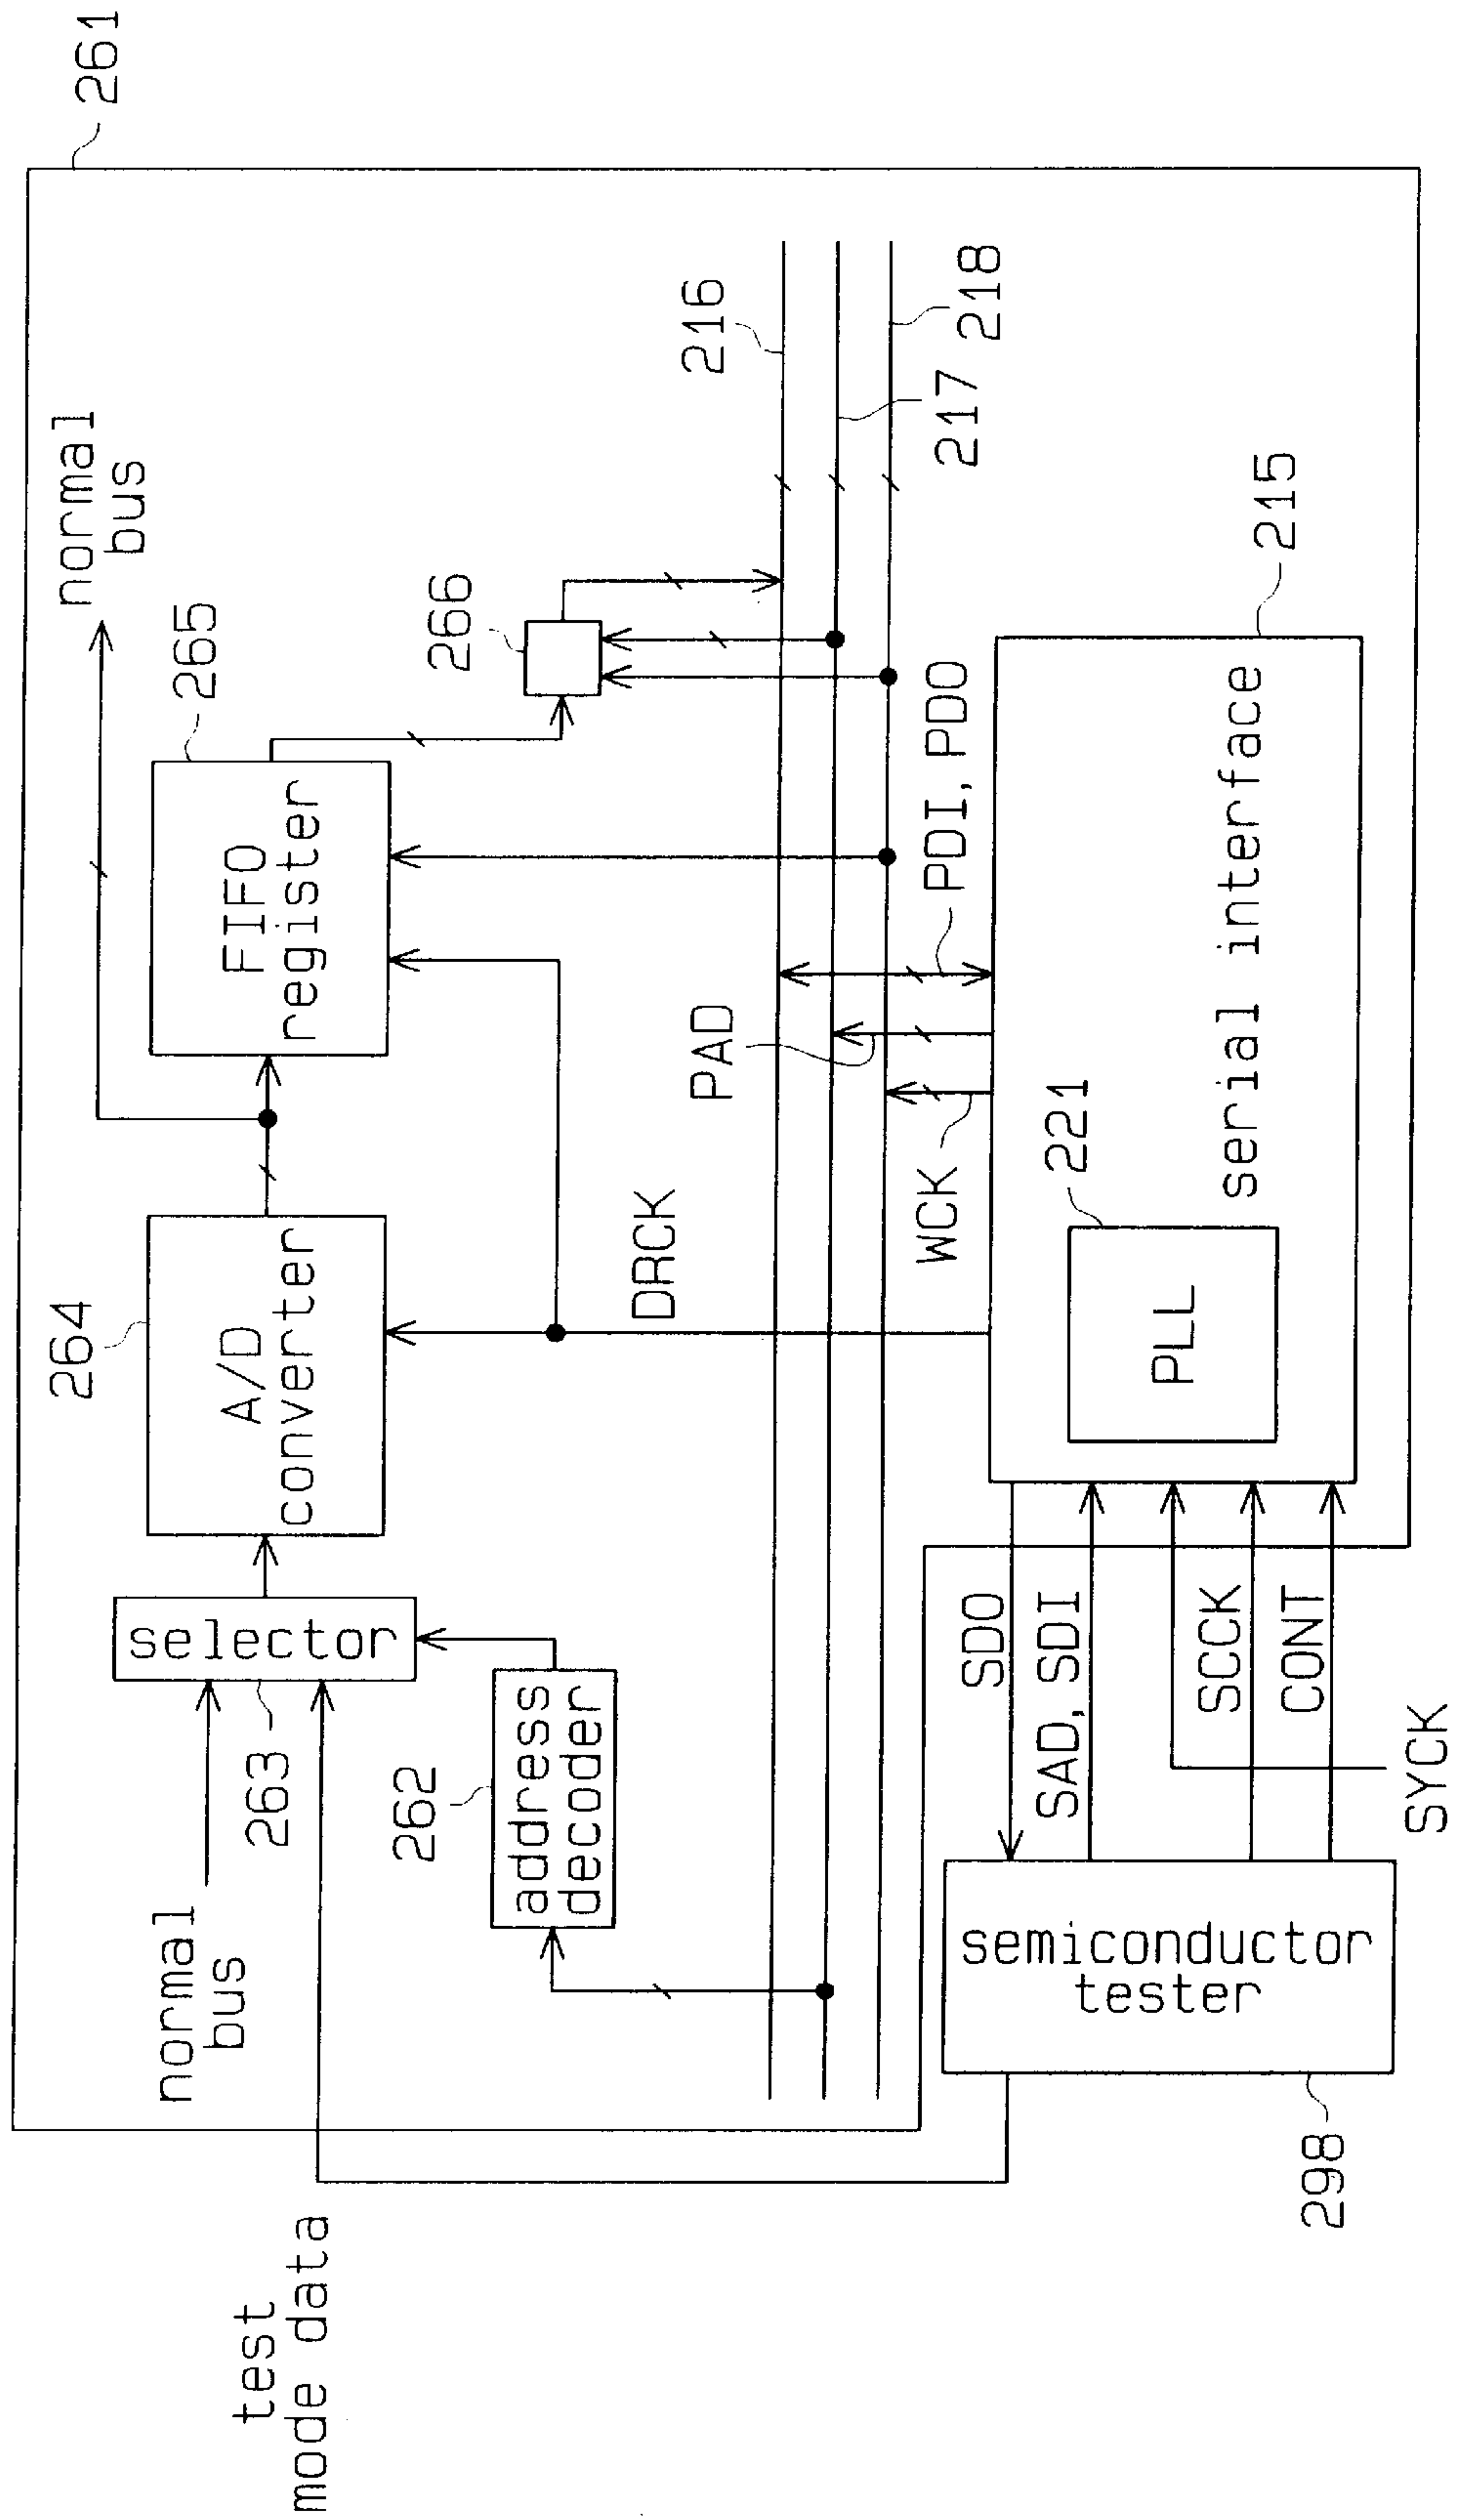 261
normal
bus
265
FIFO
register
266
216
217
218
264
A/D
converter
selector
263
normal
bus
262
address
decoder
DRCK
PAD
PDI, PDO
WCK
215
serial interface
221
PLL
SDO
SAD, SDI
SCCK
CONT
SYCK
semiconductor
tester
298
test
mode data